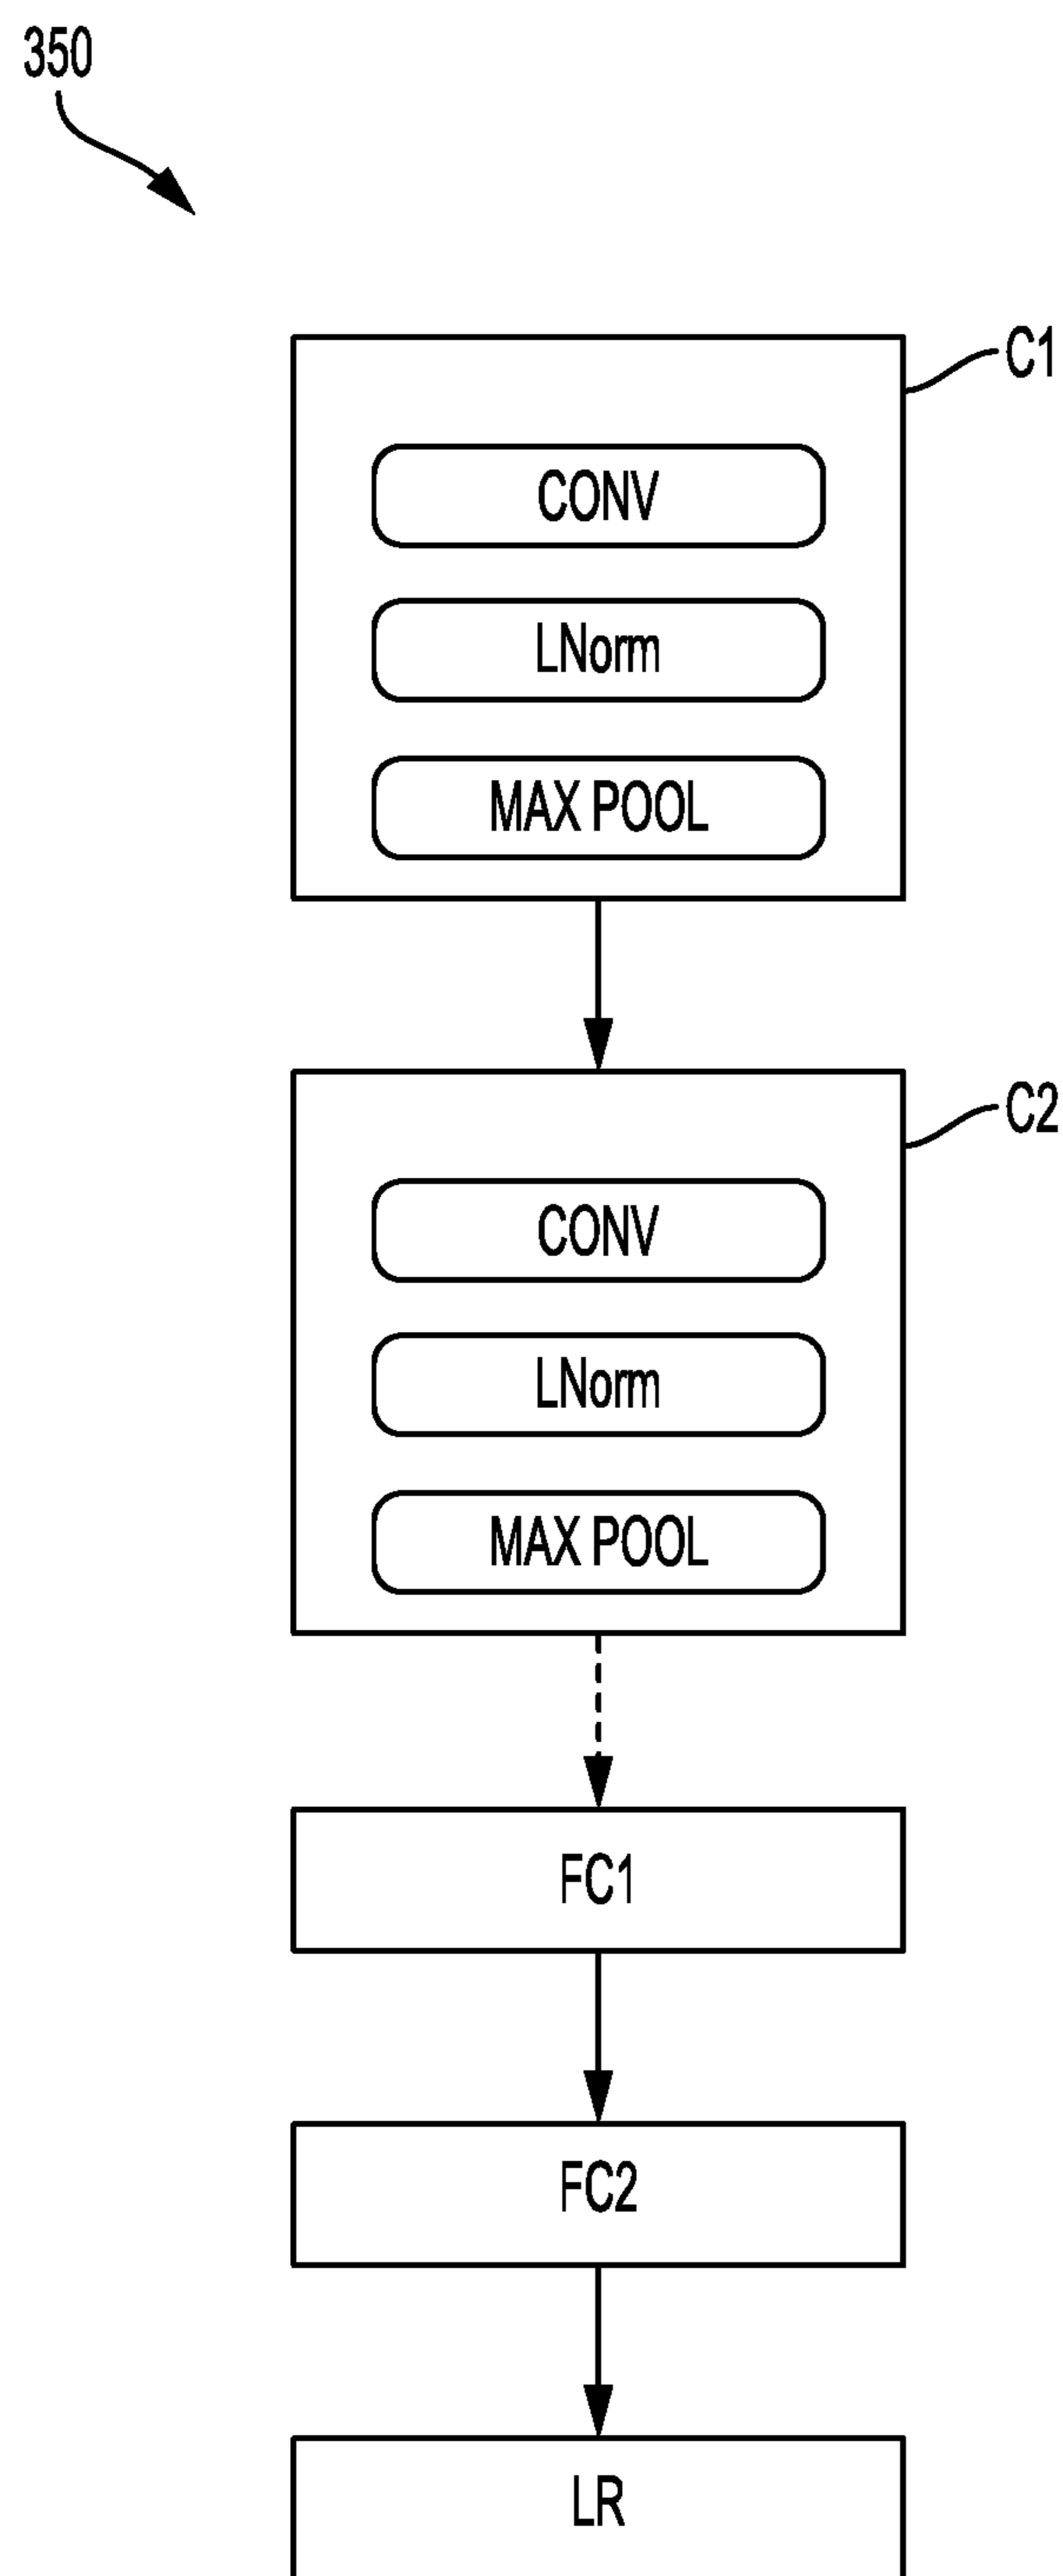 350
C1
CONV
LNorm
MAX POOL
C2
CONV
LNorm
MAX POOL
FC1
FC2
LR